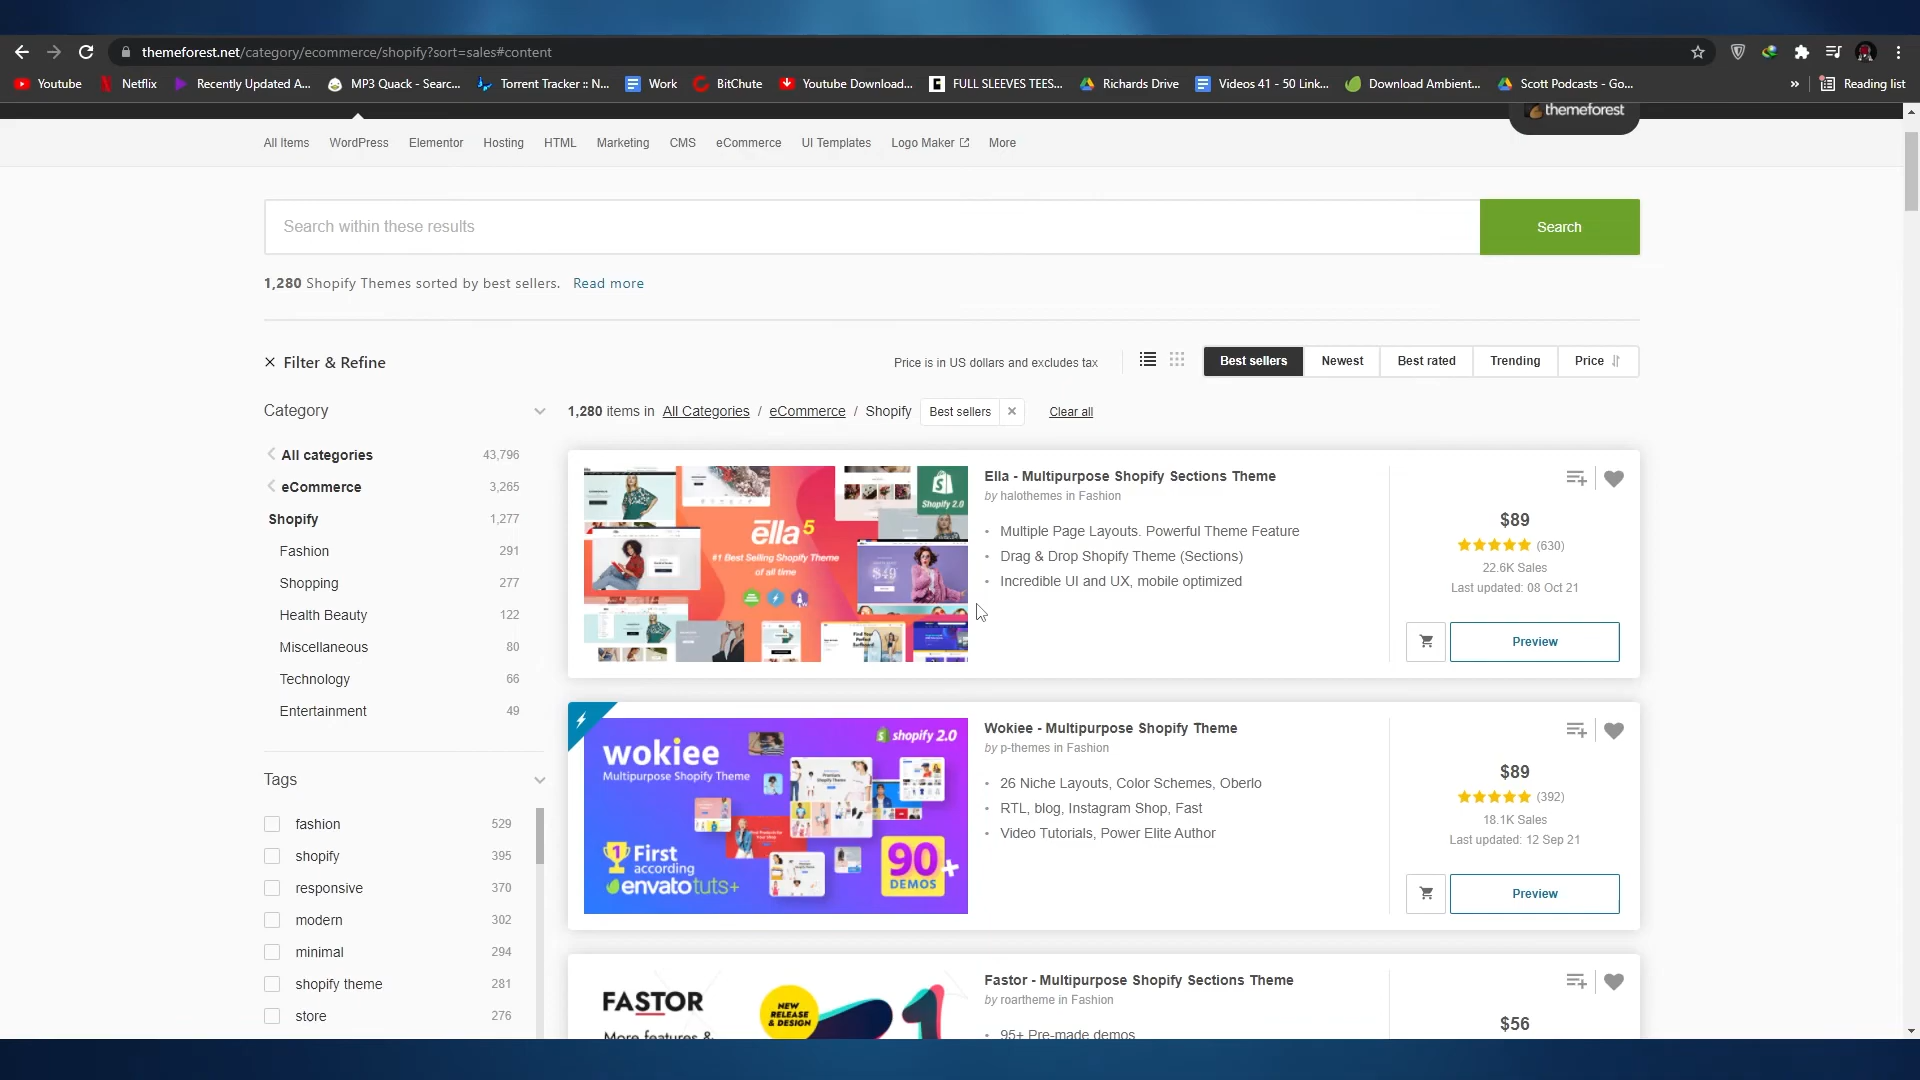 themeforest.net/category/ecommerce/shopify?sort=sales#content
Youtube
Netflix
Recently Updated A...
MP3 Quack - Searc...
Torrent Tracker :: N...
Work
BitChute
Youtube Download...
FULL SLEEVES TEES...
Richards Drive
Videos 41 - 50 Link...
Download Ambient...
Scott Podcasts - Go...
»
Reading list
themeforest
All Items
WordPress
Elementor
Hosting
HTML
Marketing
CMS
eCommerce
UI Templates
Logo Maker
More
Search within these results
Search
1,280 Shopify Themes sorted by best sellers. Read more
Filter & Refine
Price is in US dollars and excludes tax
Best sellers
Newest
Best rated
Trending
Price
Category
1,280 items in All Categories / eCommerce / Shopify
Best sellers
Clear all
All categories 43,796
eCommerce 3,265
Shopify 1,277
Fashion 291
Shopping 277
Health Beauty 122
Miscellaneous 80
Technology 66
Entertainment 49
Tags
fashion 529
shopify 395
responsive 370
modern 302
minimal 294
shopify theme 281
store 276
Shopify 2.0
ella5
#1 Best Selling Shopify Theme
of all time
Ella - Multipurpose Shopify Sections Theme
by halothemes in Fashion
• Multiple Page Layouts. Powerful Theme Feature
• Drag & Drop Shopify Theme (Sections)
• Incredible UI and UX, mobile optimized
$89
(630)
22.6K Sales
Last updated: 08 Oct 21
Preview
shopify 2.0
wokiee
Multipurpose Shopify Theme
1 First
according
envatotuts+
90+
DEMOS
Wokiee - Multipurpose Shopify Theme
by p-themes in Fashion
• 26 Niche Layouts, Color Schemes, Oberlo
• RTL, blog, Instagram Shop, Fast
• Video Tutorials, Power Elite Author
$89
(392)
18.1K Sales
Last updated: 12 Sep 21
Preview
FASTOR
NEW
RELEASE
& DESIGN
More features &
Fastor - Multipurpose Shopify Sections Theme
by roartheme in Fashion
• 95+ Pre-made demos
$56